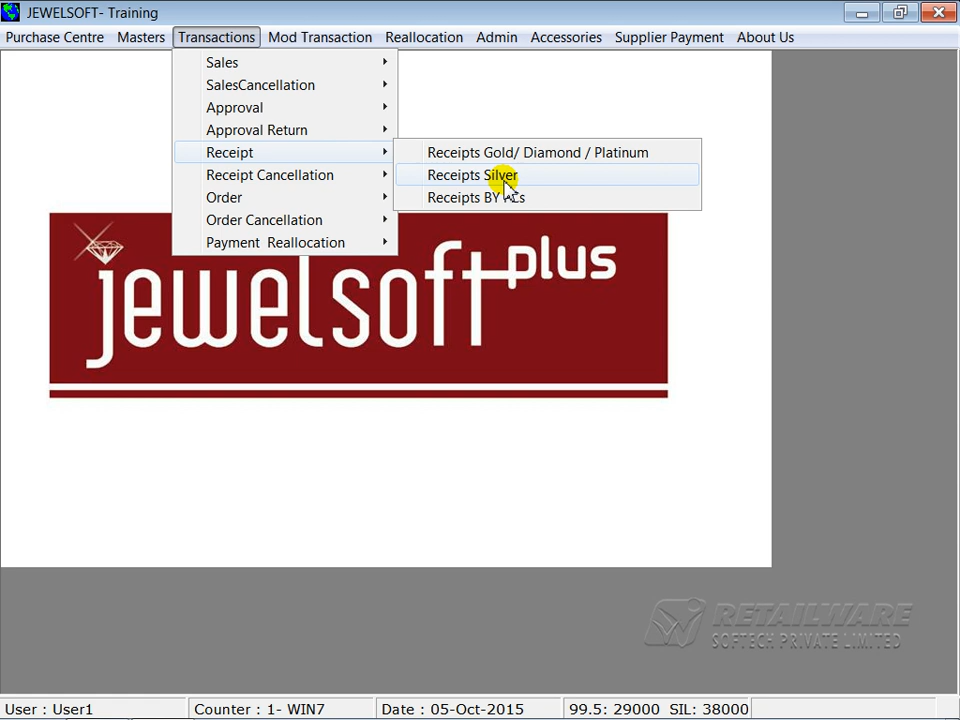 JEWELSOFT- Training
Purchase Centre Masters Transactions Mod Transaction Reallocation Admin Accessories Supplier Payment About Us
Sales
SalesCancellation
Approval
Approval Return
Receipt
Receipt Cancellation
Order
Order Cancellation
Payment Reallocation
Receipts Gold/ Diamond / Platinum
Receipts Silver
Receipts BY
jewelsoft plus
RETAILWARE
SOFTECH PRIVATE LIMITED
User : User1 Counter : 1- WIN7 Date : 05-Oct-2015 99.5: 29000 SIL: 38000